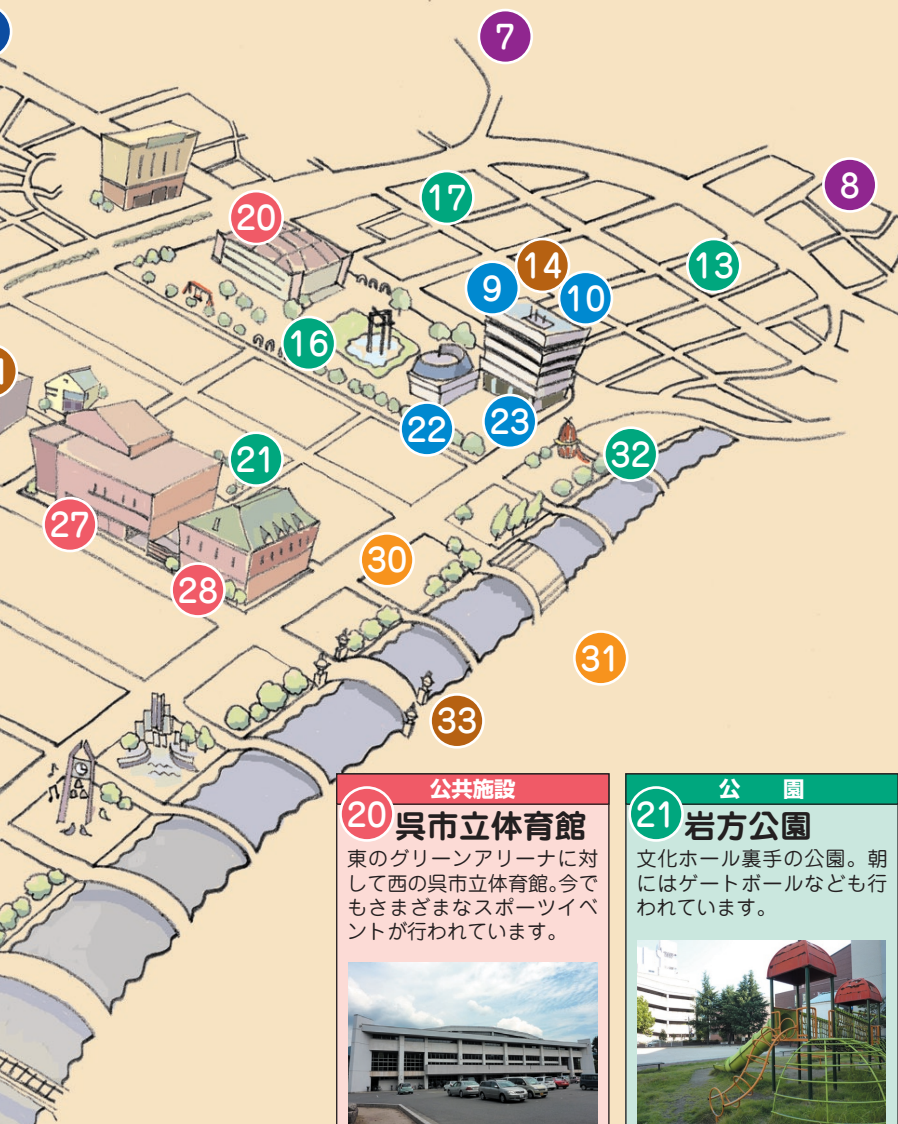 7
8
17
20
14
13
9
10
16
22
23
21
32
27
30
28
31
33
公共施設
20 呉市立体育館
東のグリーンアリーナに対
して西の呉市立体育館。今で
もさまざまなスポーツイベ
ントが行われています。
公園
21 岩方公園
文化ホール裏手の公園。朝
にはゲートボールなども行
われています。